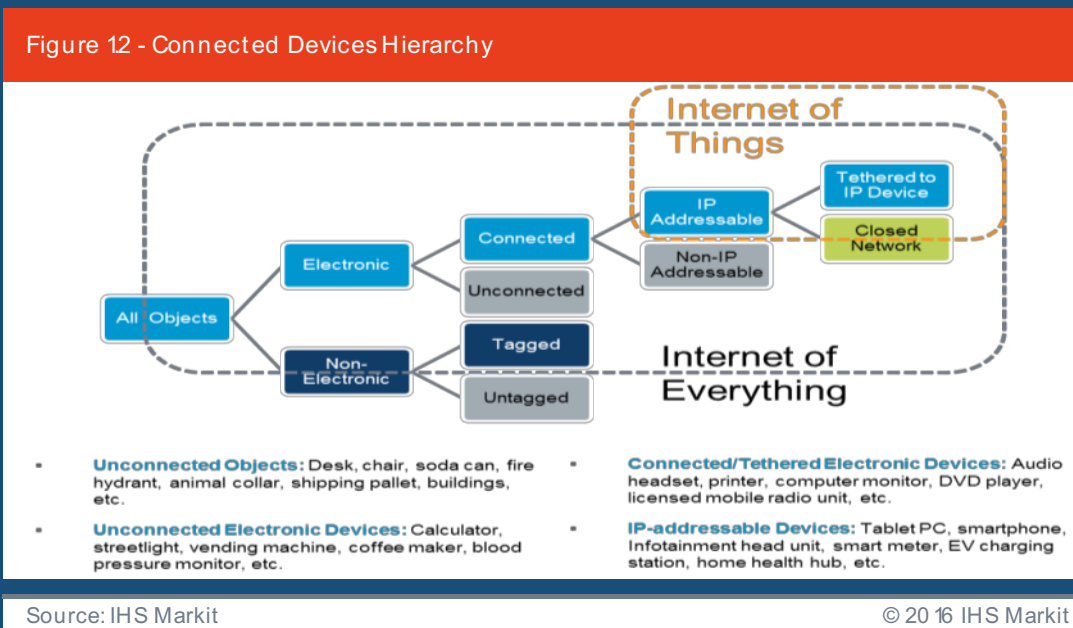 Figure 1.2 - Connected Devices Hierarchy
Internet of
Things
Tethered to
IP Device
IP
Addressable
Closed
Network
Connected
Non-IP
Addressable
Electronic
Unconnected
All Objects
Tagged
Non-
Electronic
Internet of
Everything
Untagged
Unconnected Objects: Desk, chair, soda can, fire
hydrant, animal collar, shipping pallet, buildings,
etc.
Unconnected Electronic Devices: Calculator,
streetlight, vending machine, coffee maker, blood
pressure monitor, etc.
Connected/Tethered Electronic Devices: Audio
headset, printer, computer monitor, DVD player,
licensed mobile radio unit, etc.
IP-addressable Devices: Tablet PC, smartphone,
Infotainment head unit, smart meter, EV charging
station, home health hub, etc.
Source: IHS Markit
© 2016 IHS Markit